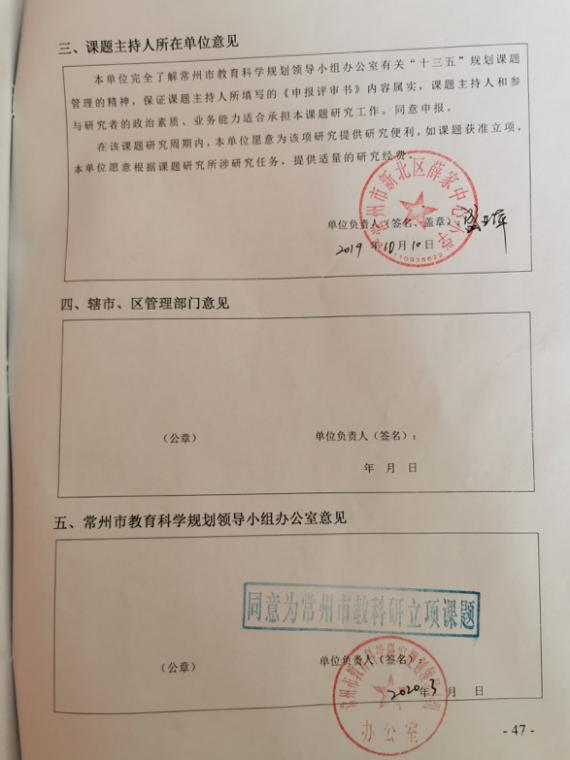 三、课题主持人所在单位意见
本单位完全了解常州市教育科学规划领导小组办公室有关“十三五”规划课题
管理的精神，保证课题主持人所填写的《申报评审书》内容属实，课题主持人和参
与研究者的政治素质、业务能力适合承担本课题研究工作。同意申报。
在该课题研究周期内，本单位愿意为该项研究提供研究便利，如课题获准立项，
本单位愿意根据课题研究所涉研究任务，提供适量的研究经费。
常州市新北区薛家中心小学
单位负责人（签名、盖章）：
2019 年 10 月 10 日
四、辖市、区管理部门意见
（公章）
单位负责人（签名）：
年 月 日
五、常州市教育科学规划领导小组办公室意见
同意为常州市教科研立项课题
（公章）
单位负责人（签名）：
2020 年 3 月 日
办公室
- 47 -